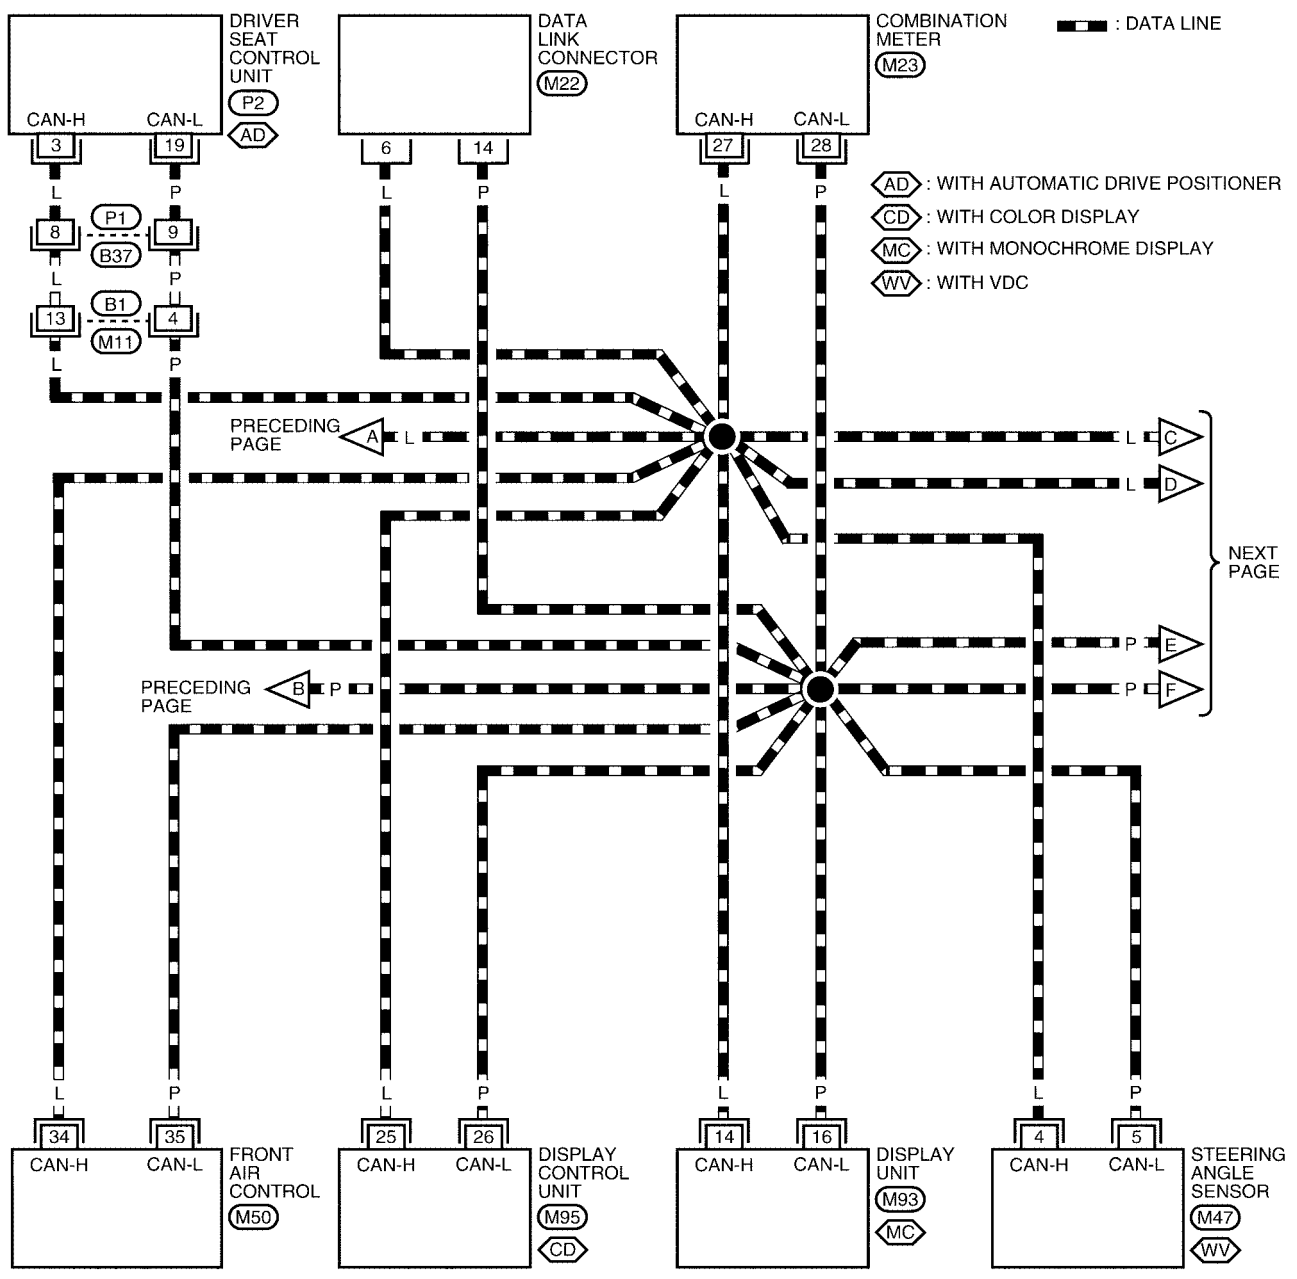 DRIVER
SEAT
CONTROL
UNIT
P2
AD
CAN-H CAN-L
3 19
DATA
LINK
CONNECTOR
M22
6 14
COMBINATION
METER
M23
CAN-H CAN-L
27 28
: DATA LINE
AD : WITH AUTOMATIC DRIVE POSITIONER
CD : WITH COLOR DISPLAY
MC : WITH MONOCHROME DISPLAY
WV : WITH VDC
L P L P L P
8 P1 9
B37
L P
13 B1 4
M11
L P
PRECEDING
PAGE
A L
L C
L D
NEXT
PAGE
P E
PRECEDING
PAGE
B P
P F
L P L P L P L P
34 35
CAN-H CAN-L
FRONT
AIR
CONTROL
M50
25 26
CAN-H CAN-L
DISPLAY
CONTROL
UNIT
M95
CD
14 16
CAN-H CAN-L
DISPLAY
UNIT
M93
MC
4 5
CAN-H CAN-L
STEERING
ANGLE
SENSOR
M47
WV